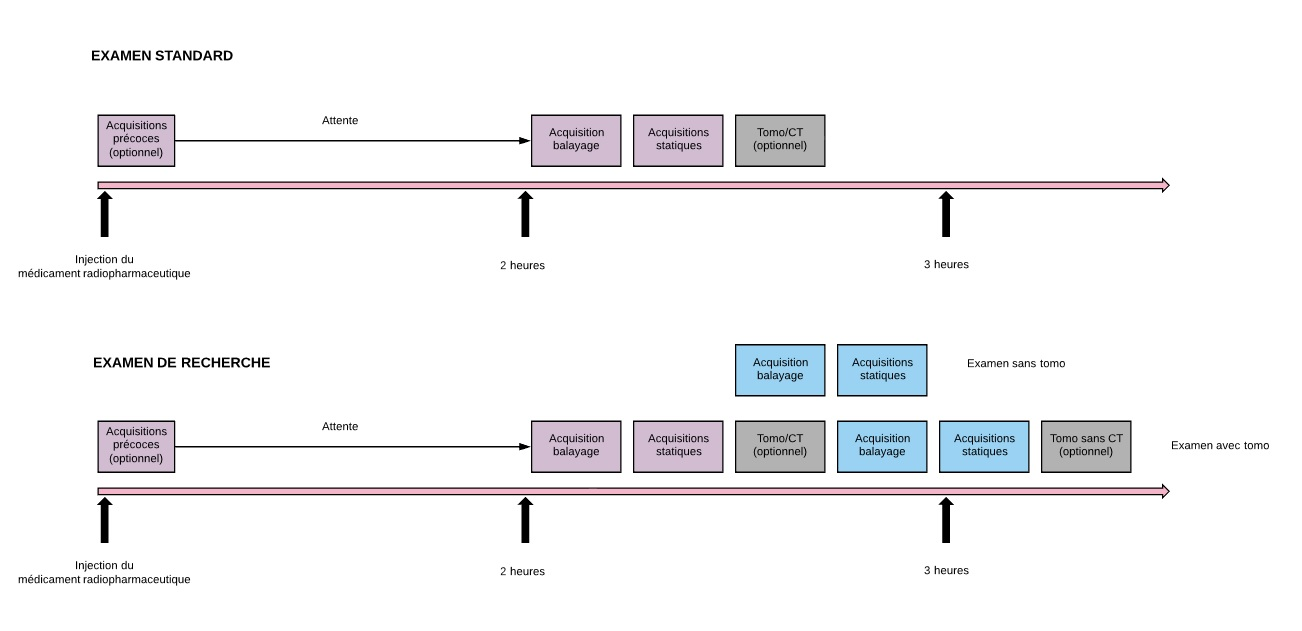 EXAMEN STANDARD
Acquisitions
précoces
(optionnel)
Attente
Acquisition
balayage
Acquisitions
statiques
Tomo/CT
(optionnel)
Injection du
médicament radiopharmaceutique
2 heures
3 heures
EXAMEN DE RECHERCHE
Acquisition
balayage
Acquisitions
statiques
Examen sans tomo
Acquisitions
précoces
(optionnel)
Attente
Acquisition
balayage
Acquisitions
statiques
Tomo/CT
(optionnel)
Acquisition
balayage
Acquisitions
statiques
Tomo sans CT
(optionnel)
Examen avec tomo
Injection du
médicament radiopharmaceutique
2 heures
3 heures